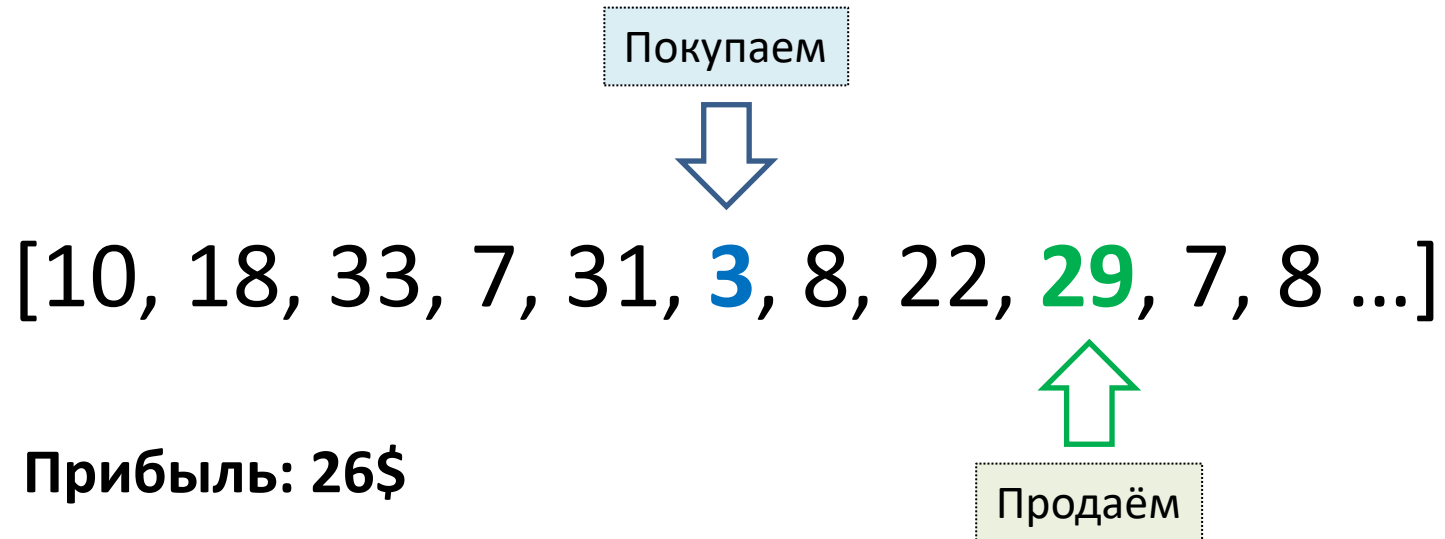 Покупаем
[10, 18, 33, 7, 31, 3, 8, 22, 29, 7, 8 ...]
Прибыль: 26$
Продаём